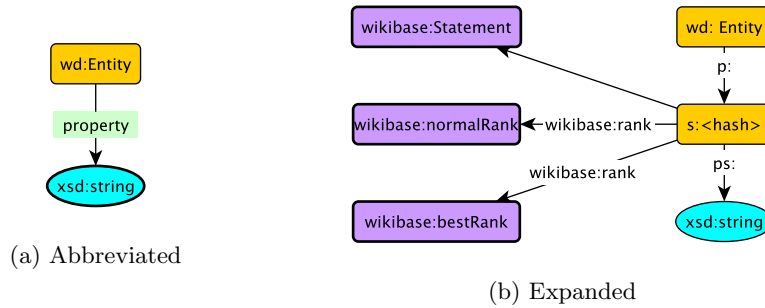 wd:Entity
property
xsd:string
(a) Abbreviated
wikibase:Statement
wd: Entity
p:
wikibase:normalRank
wikibase:rank
s:<hash>
wikibase:rank
ps:
wikibase:bestRank
xsd:string
(b) Expanded